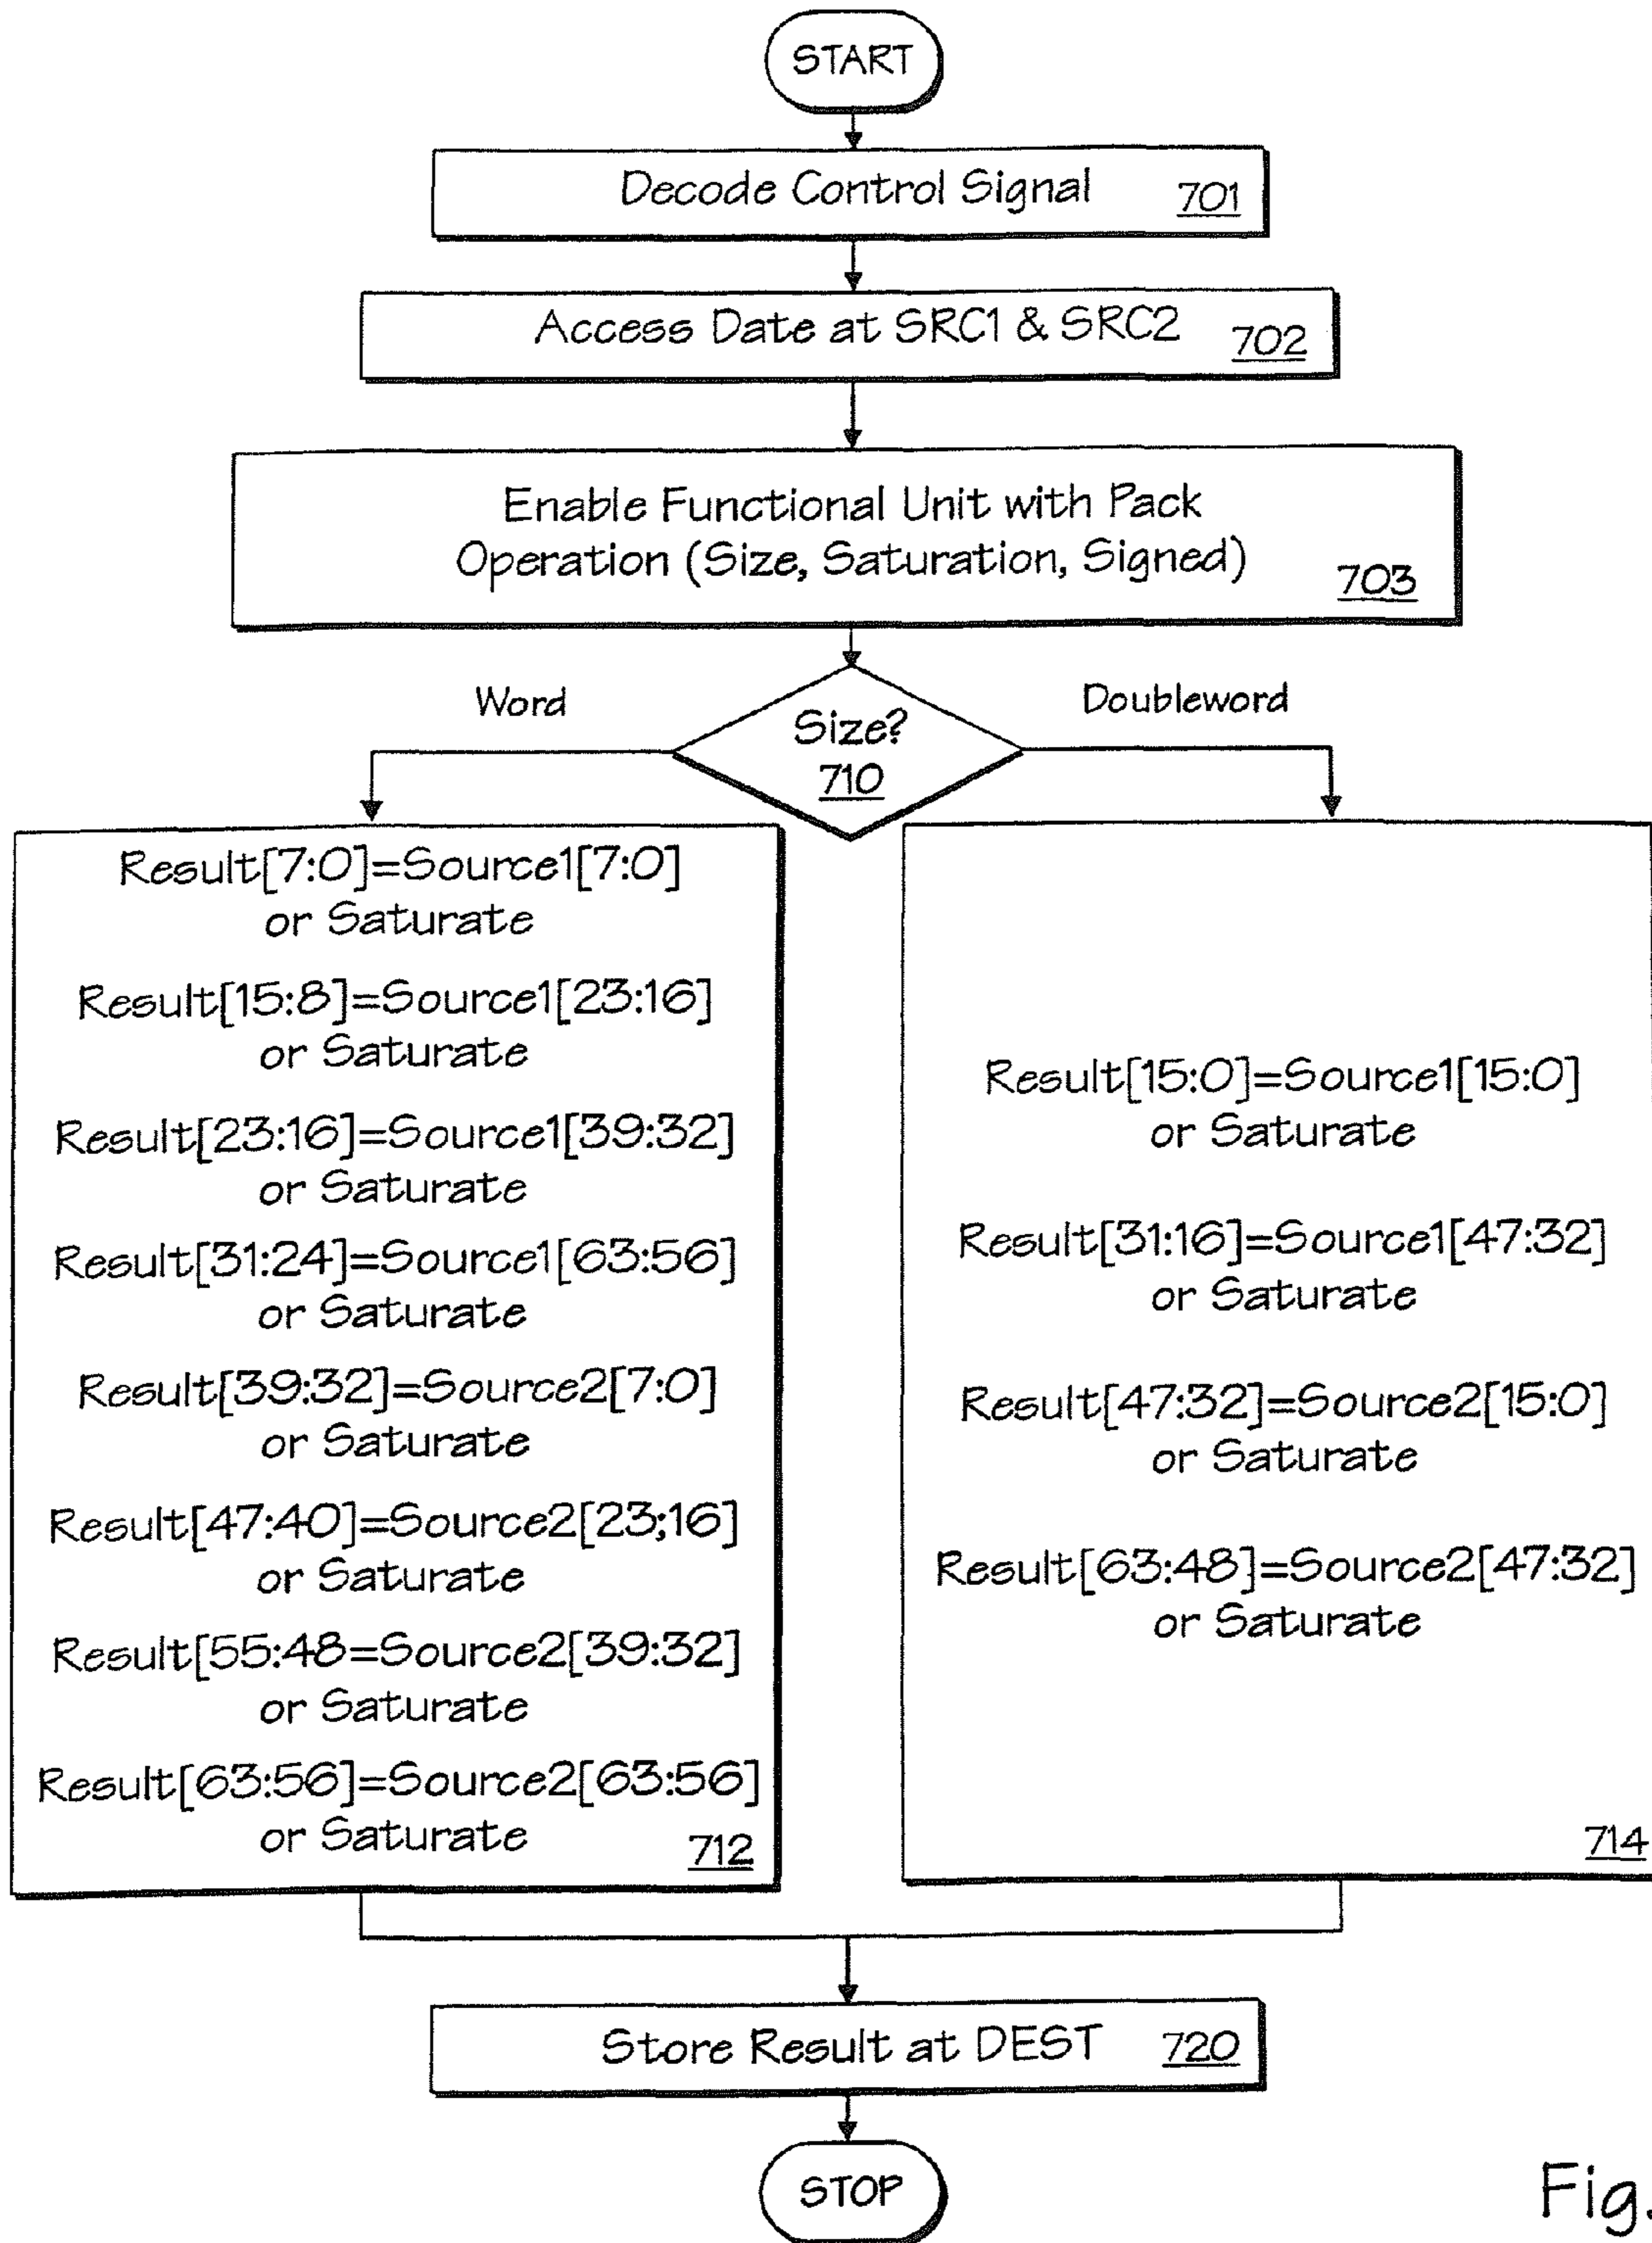 START
Decode Control Signal 701
Access Date at SRC1 & SRC2 702
Enable Functional Unit with Pack
Operation (Size, Saturation, Signed) 703
Word
Size?
710
Doubleword
Result[7:0]=Source1[7:0]
or Saturate
Result[15:8]=Source1[23:16]
or Saturate
Result[23:16]=Source1[39:32]
or Saturate
Result[31:24]=Source1[63:56]
or Saturate
Result[39:32]=Source2[7:0]
or Saturate
Result[47:40]=Source2[23;16]
or Saturate
Result[55:48=Source2[39:32]
or Saturate
Result[63:56]=Source2[63:56]
or Saturate
712
Result[15:0]=Source1[15:0]
or Saturate
Result[31:16]=Source1[47:32]
or Saturate
Result[47:32]=Source2[15:0]
or Saturate
Result[63:48]=Source2[47:32]
or Saturate
714
Store Result at DEST 720
STOP
Fig.